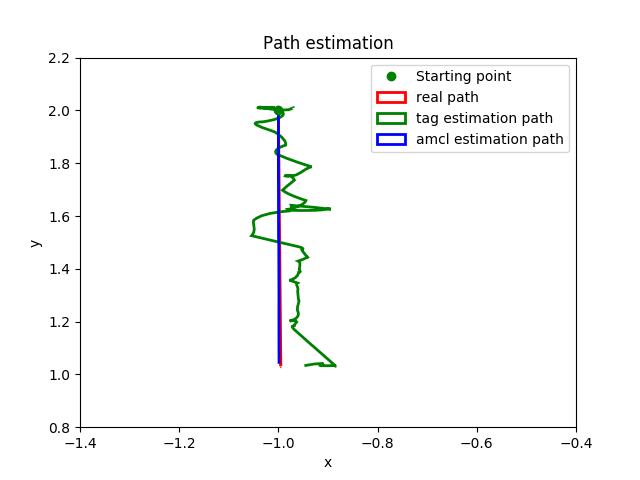 Path estimation
Starting point
real path
tag estimation path
amcl estimation path
y
2.2
2.0
1.8
1.6
1.4
1.2
1.0
0.8
−1.4 −1.2 −1.0 −0.8 −0.6 −0.4
x